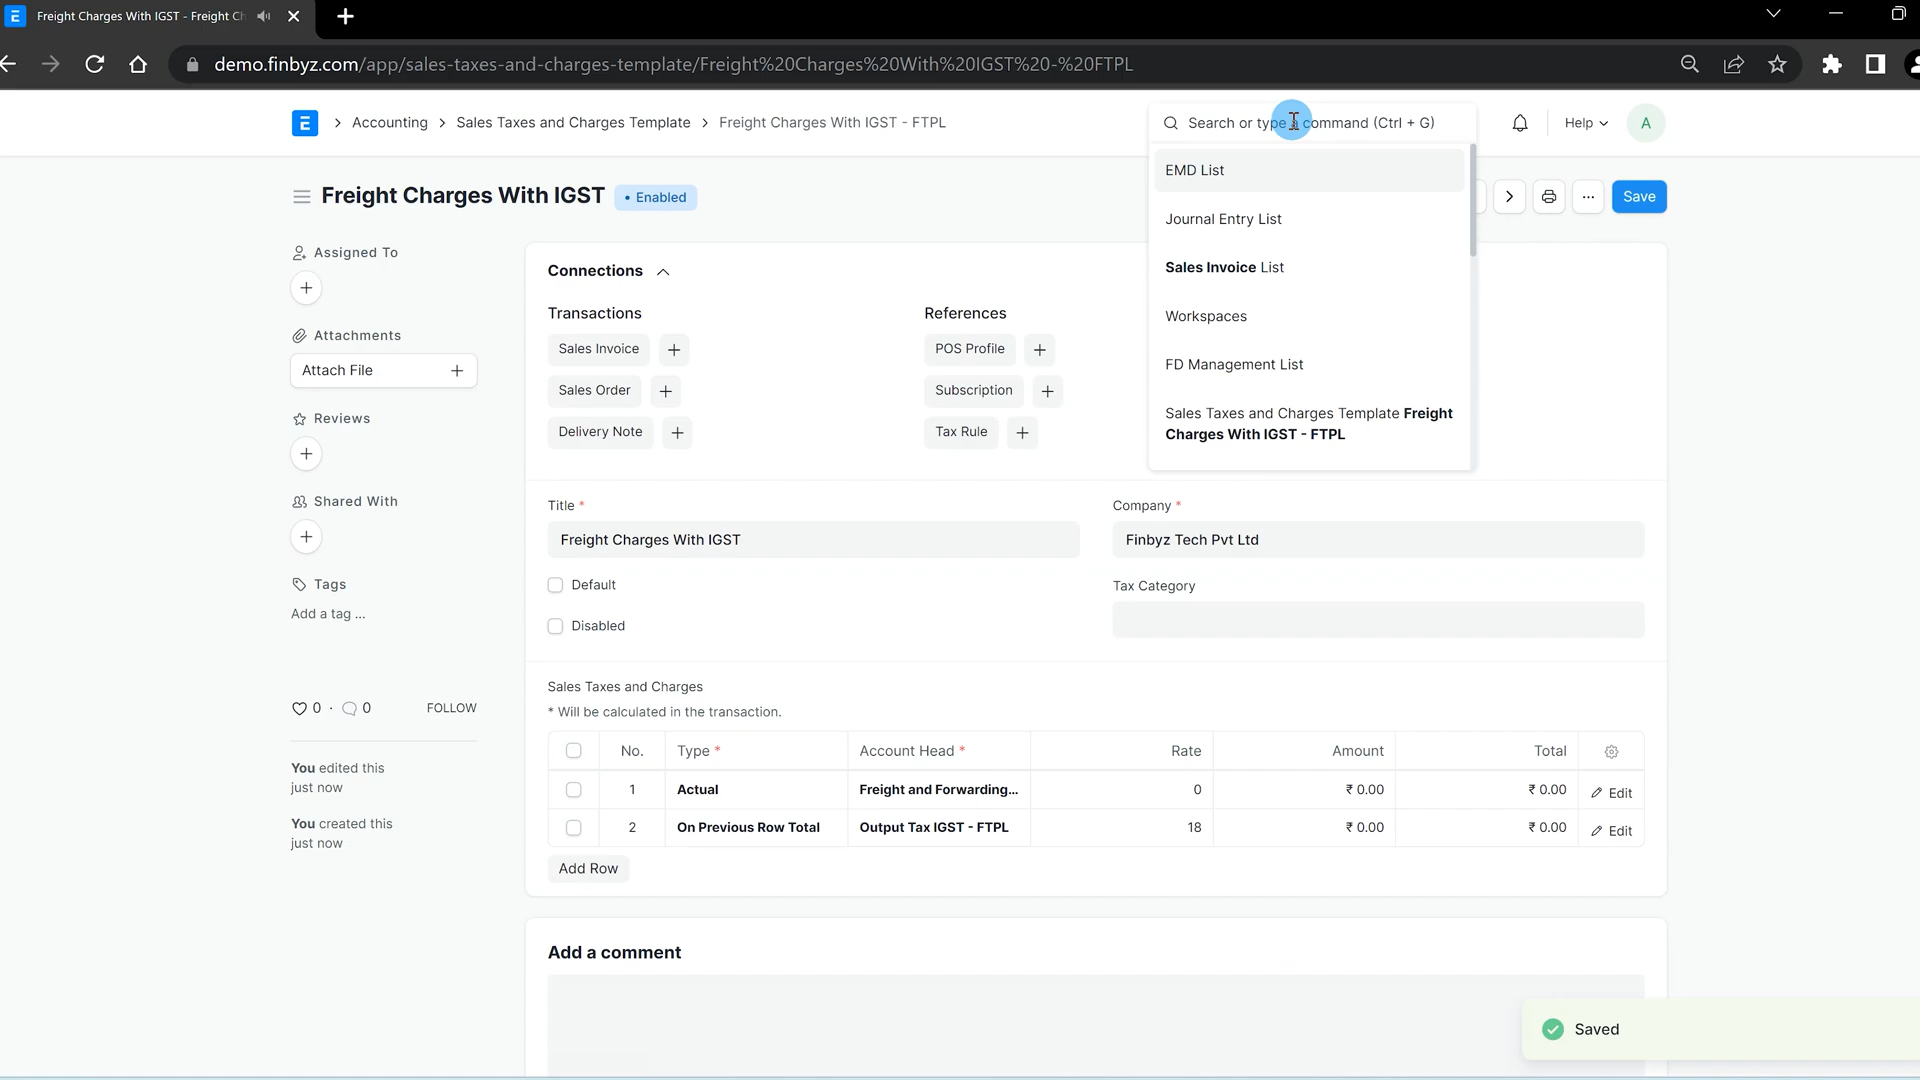 Freight Charges With IGST - Freight Ch
demo.finbyz.com/app/sales-taxes-and-charges-template/Freight%20Charges%20With%20IGST%20-%20FTPL
E
Accounting
Sales Taxes and Charges Template
Freight Charges With IGST - FTPL
Search or type a command (Ctrl + G)
Help
A
EMD List
Journal Entry List
Sales Invoice List
Workspaces
FD Management List
Sales Taxes and Charges Template Freight
Charges With IGST - FTPL
Freight Charges With IGST
Enabled
Save
Assigned To
Attachments
Attach File
Reviews
Shared With
Tags
Add a tag ...
0 · 0
FOLLOW
You edited this
just now
You created this
just now
Connections
Transactions
References
Sales Invoice
POS Profile
Sales Order
Subscription
Delivery Note
Tax Rule
Title *
Company *
Freight Charges With IGST
Finbyz Tech Pvt Ltd
Default
Tax Category
Disabled
Sales Taxes and Charges
* Will be calculated in the transaction.
No. Type * Account Head * Rate Amount Total
1 Actual Freight and Forwarding... 0 ₹ 0.00 ₹ 0.00 Edit
2 On Previous Row Total Output Tax IGST - FTPL 18 ₹ 0.00 ₹ 0.00 Edit
Add Row
Add a comment
Saved